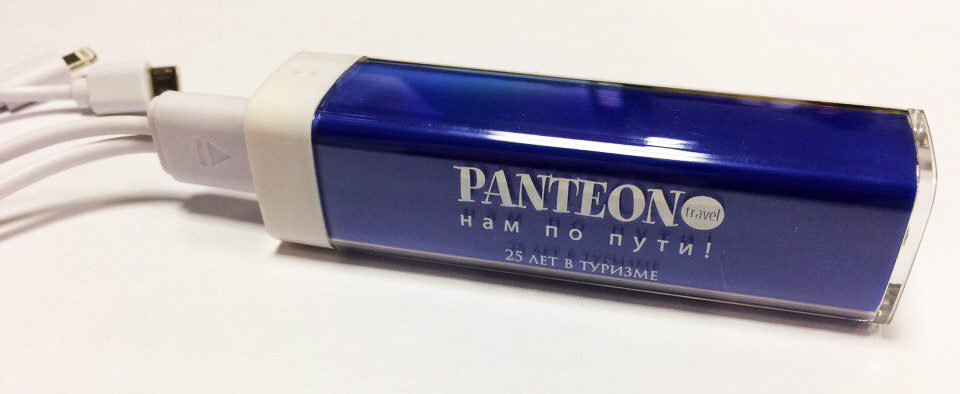 PANTEON travel
нам по пути!
25 ЛЕТ В ТУРИЗМЕ